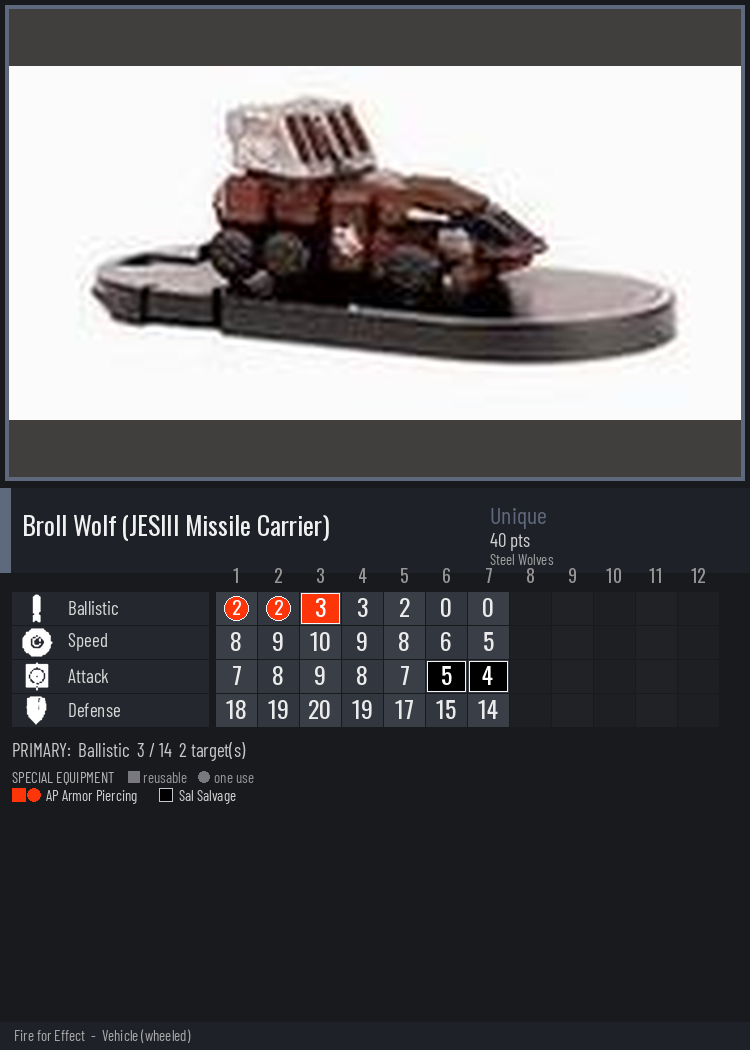 Broll Wolf (JESIII Missile Carrier)
Unique
40 pts
Steel Wolves
1 2 3 4 5 6 7 8 9 10 11 12
Ballistic 2 2 3 3 2 0 0
Speed 8 9 10 9 8 6 5
Attack 7 8 9 8 7 5 4
Defense 18 19 20 19 17 15 14
PRIMARY: Ballistic 3 / 14 2 target(s)
SPECIAL EQUIPMENT reusable one use
AP Armor Piercing Sal Salvage
Fire for Effect - Vehicle (wheeled)